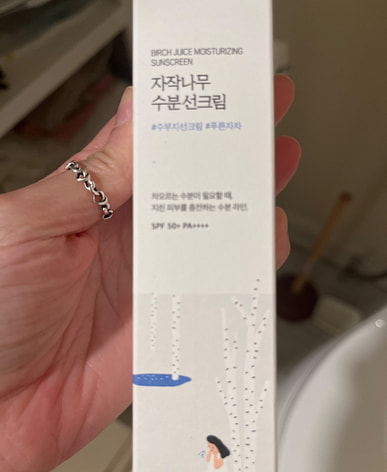 BIRCH JUICE MOISTURIZING
SUNSCREEN
자작나무
수분선크림
#수부지선크림 #푸른자차
차오르는 수분이 필요할 때,
지친 피부를 충전하는 수분 라인.
SPF 50+ PA++++